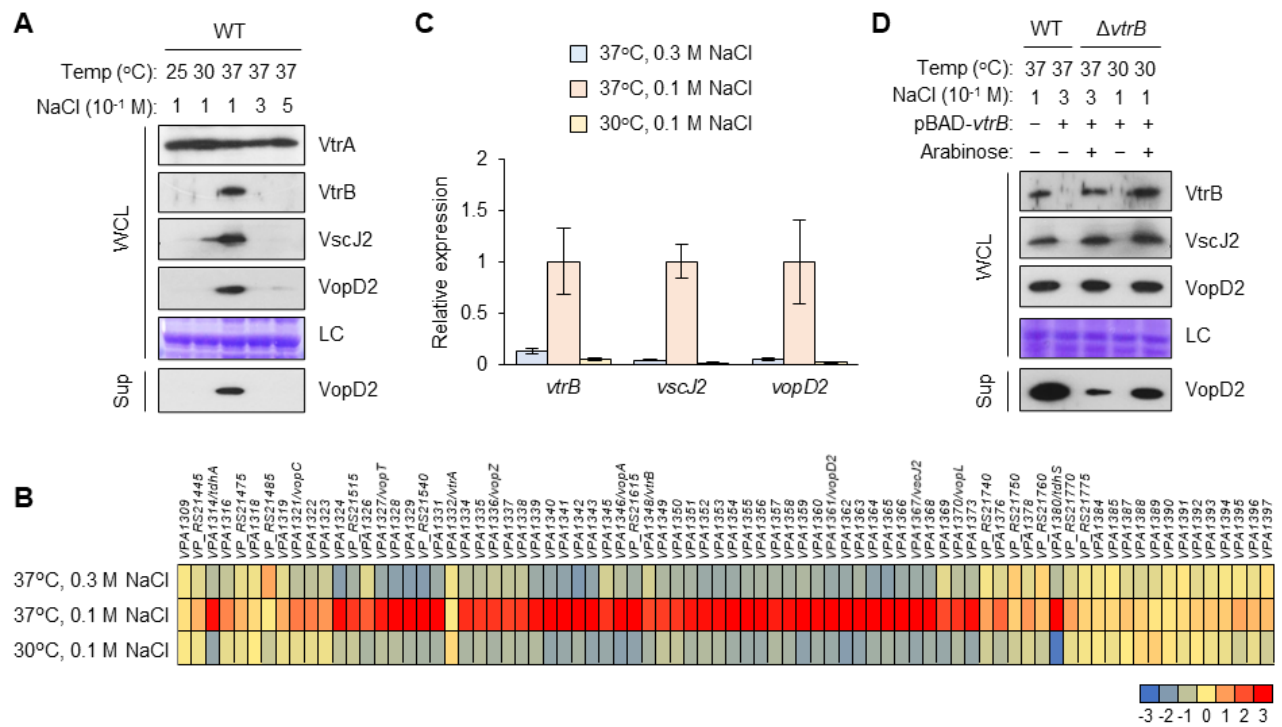 A
WT
Temp (°C): 25 30 37 37 37
NaCl (10⁻¹ M): 1 1 1 3 5
WCL
VtrA
VtrB
VscJ2
VopD2
LC
Sup
VopD2
C
37°C, 0.3 M NaCl
37°C, 0.1 M NaCl
30°C, 0.1 M NaCl
Relative expression
2
1.5
1
0.5
0
vtrB vscJ2 vopD2
D
WT ΔvtrB
Temp (°C): 37 37 37 30 30
NaCl (10⁻¹ M): 1 3 3 1 1
pBAD-vtrB: − + + + +
Arabinose: − − + − +
WCL
VtrB
VscJ2
VopD2
LC
Sup
VopD2
B
VPA1309
VP_RS21445
VPA1314/tdhA
VPA1316
VP_RS21475
VPA1318
VP_RS21485
VPA1319
VPA1321/vopC
VPA1322
VPA1323
VPA1324
VP_RS21515
VPA1326
VPA1327/vopT
VPA1328
VPA1329
VP_RS21540
VPA1331
VPA1332/vtrA
VPA1334
VPA1335
VPA1336/vopZ
VPA1337
VPA1338
VPA1339
VPA1340
VPA1341
VPA1342
VPA1343
VPA1345
VPA1346/vopA
VP_RS21615
VPA1348/vtrB
VPA1349
VPA1350
VPA1351
VPA1352
VPA1353
VPA1354
VPA1355
VPA1356
VPA1357
VPA1358
VPA1359
VPA1360
VPA1361/vopD2
VPA1362
VPA1363
VPA1364
VPA1365
VPA1366
VPA1367/vscJ2
VPA1368
VPA1369
VPA1370/vopL
VPA1373
VP_RS21740
VPA1376
VP_RS21750
VPA1378
VP_RS21760
VPA1380/tdhS
VP_RS21770
VP_RS21775
VPA1384
VPA1385
VPA1387
VPA1388
VPA1389
VPA1390
VPA1391
VPA1392
VPA1393
VPA1394
VPA1395
VPA1396
VPA1397
37°C, 0.3 M NaCl
37°C, 0.1 M NaCl
30°C, 0.1 M NaCl
-3 -2 -1 0 1 2 3